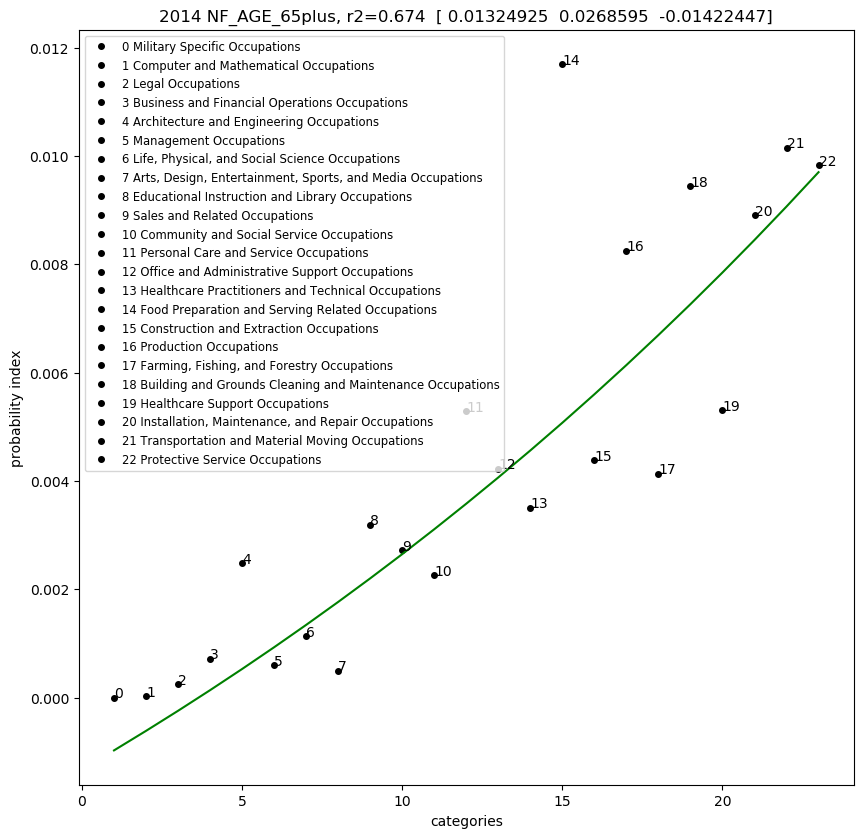 2014 NF_AGE_65plus, r2=0.674  [ 0.01324925  0.0268595  -0.01422447]
0 Military Specific Occupations
1 Computer and Mathematical Occupations
2 Legal Occupations
3 Business and Financial Operations Occupations
4 Architecture and Engineering Occupations
5 Management Occupations
6 Life, Physical, and Social Science Occupations
7 Arts, Design, Entertainment, Sports, and Media Occupations
8 Educational Instruction and Library Occupations
9 Sales and Related Occupations
10 Community and Social Service Occupations
11 Personal Care and Service Occupations
12 Office and Administrative Support Occupations
13 Healthcare Practitioners and Technical Occupations
14 Food Preparation and Serving Related Occupations
15 Construction and Extraction Occupations
16 Production Occupations
17 Farming, Fishing, and Forestry Occupations
18 Building and Grounds Cleaning and Maintenance Occupations
19 Healthcare Support Occupations
20 Installation, Maintenance, and Repair Occupations
21 Transportation and Material Moving Occupations
22 Protective Service Occupations
0.012
0.010
0.008
0.006
0.004
0.002
0.000
probability index
14
21
22
18
20
16
11
19
12
15
17
13
8
9
4
10
6
3
5
7
2
1
0
0
5
10
15
20
categories